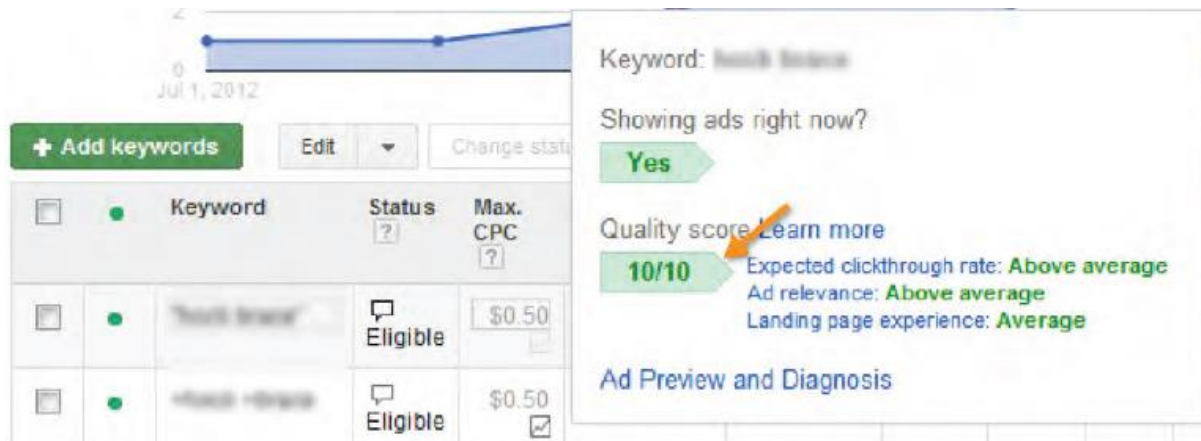 2
0
Jul 1, 2012
Add keywords
Edit
Change stat
Keyword
Status
?
Max.
CPC
?
Eligible
$0.50
Eligible
$0.50
Keyword:
Showing ads right now?
Yes
Quality score Learn more
10/10
Expected clickthrough rate: Above average
Ad relevance: Above average
Landing page experience: Average
Ad Preview and Diagnosis